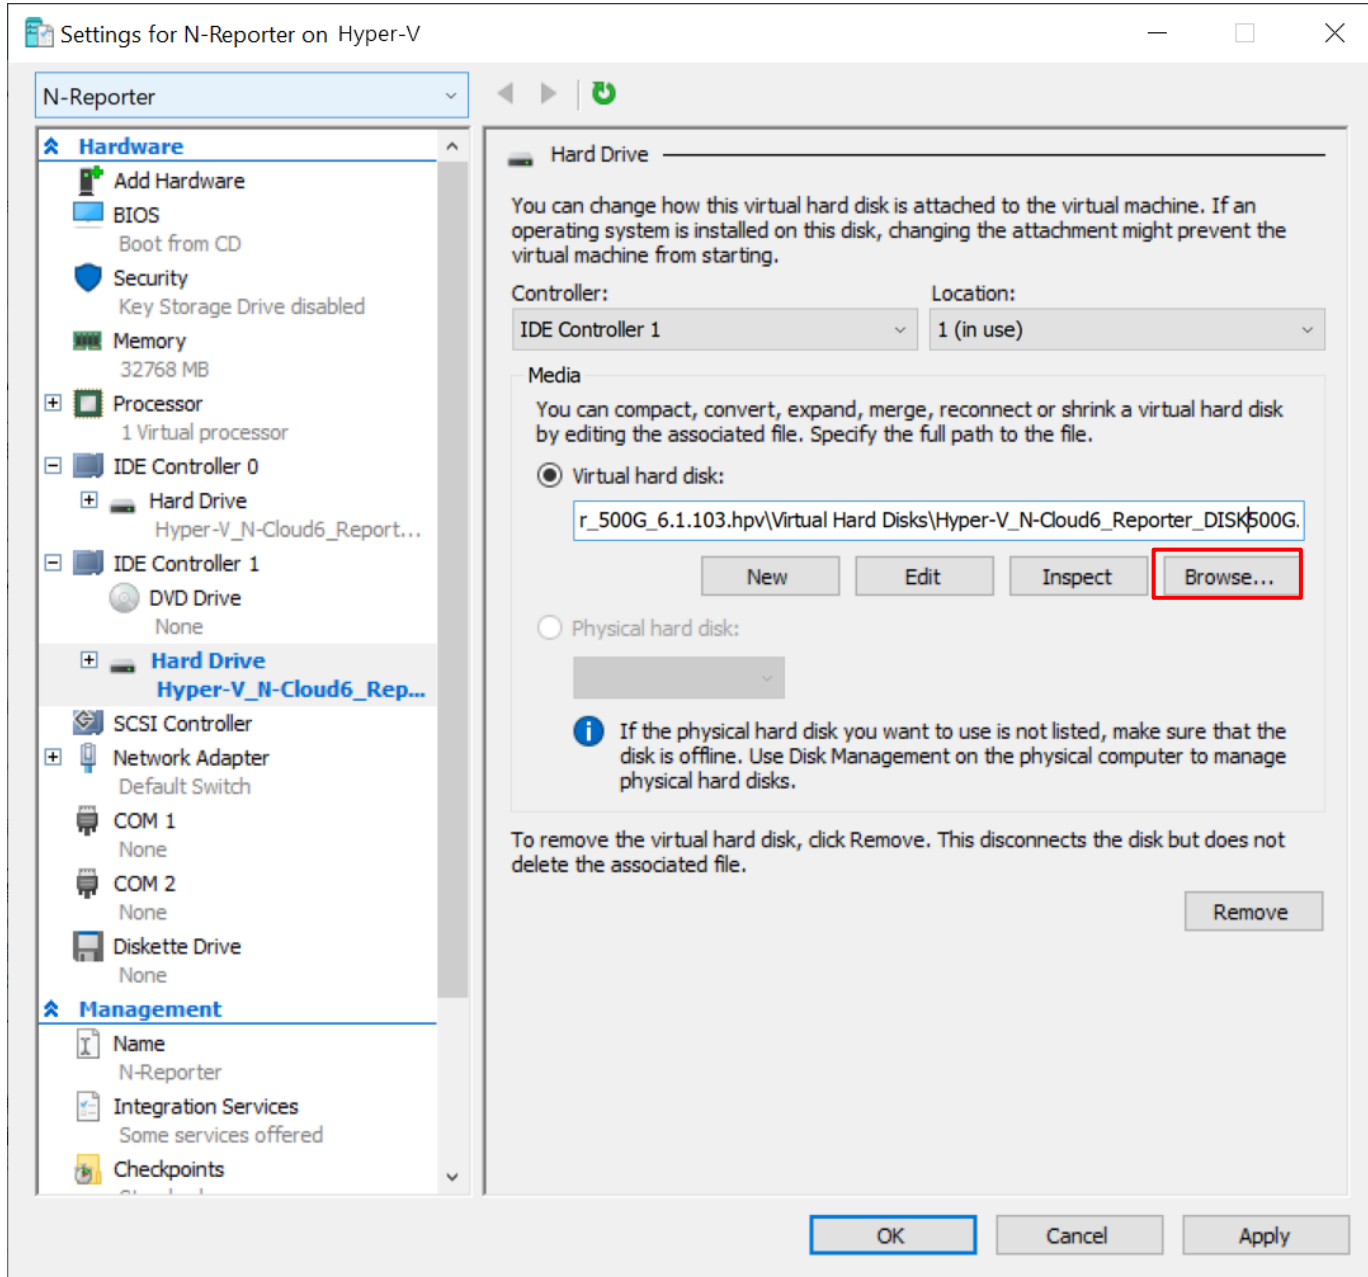 Settings for N-Reporter on Hyper-V
N-Reporter
Hardware
Add Hardware
BIOS
Boot from CD
Security
Key Storage Drive disabled
Memory
32768 MB
Processor
1 Virtual processor
IDE Controller 0
Hard Drive
Hyper-V_N-Cloud6_Report...
IDE Controller 1
DVD Drive
None
Hard Drive
Hyper-V_N-Cloud6_Rep...
SCSI Controller
Network Adapter
Default Switch
COM 1
None
COM 2
None
Diskette Drive
None
Management
Name
N-Reporter
Integration Services
Some services offered
Checkpoints
Hard Drive
You can change how this virtual hard disk is attached to the virtual machine. If an
operating system is installed on this disk, changing the attachment might prevent the
virtual machine from starting.
Controller:
Location:
IDE Controller 1
1 (in use)
Media
You can compact, convert, expand, merge, reconnect or shrink a virtual hard disk
by editing the associated file. Specify the full path to the file.
Virtual hard disk:
r_500G_6.1.103.hpv\Virtual Hard Disks\Hyper-V_N-Cloud6_Reporter_DISK500G.
New
Edit
Inspect
Browse...
Physical hard disk:
If the physical hard disk you want to use is not listed, make sure that the
disk is offline. Use Disk Management on the physical computer to manage
physical hard disks.
To remove the virtual hard disk, click Remove. This disconnects the disk but does not
delete the associated file.
Remove
OK
Cancel
Apply